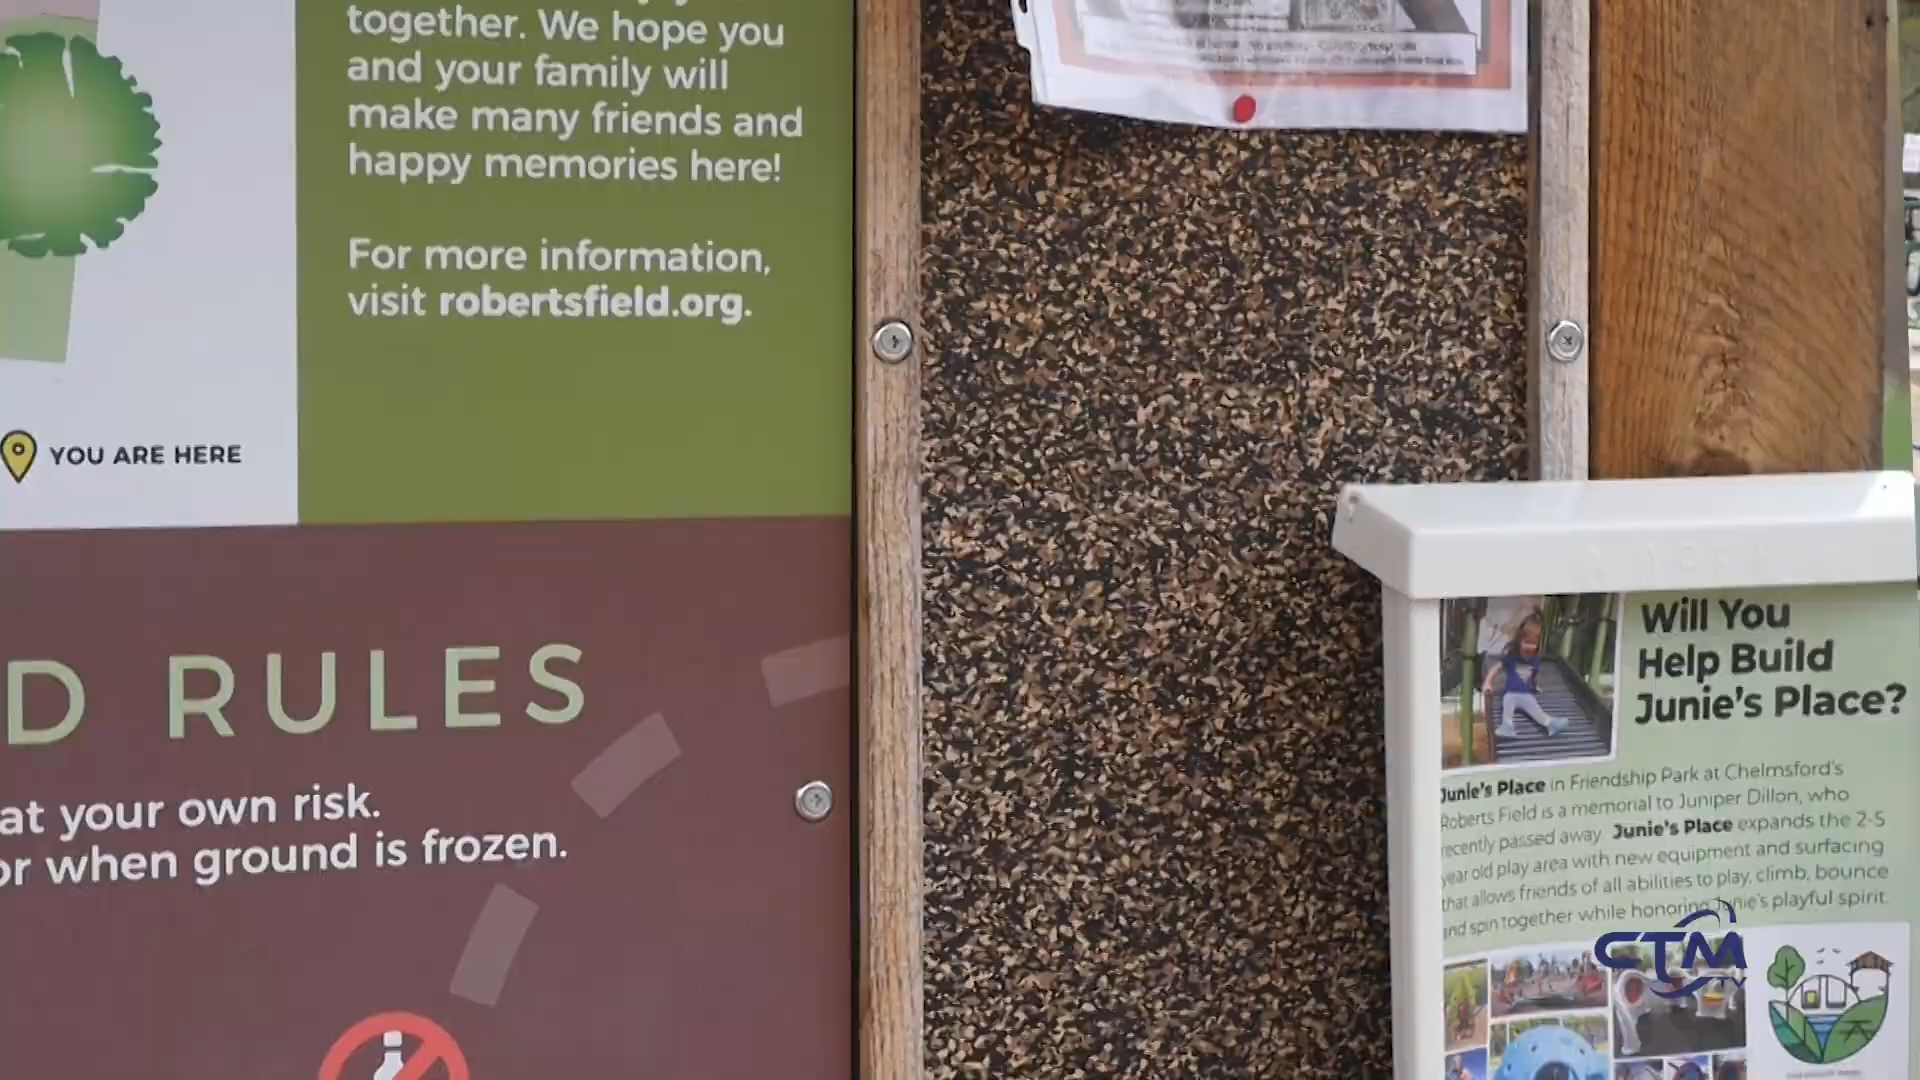 together. We hope you
and your family will
make many friends and
happy memories here!
For more information,
visit robertsfield.org.
YOU ARE HERE
D RULES
at your own risk.
or when ground is frozen.
Will You
Help Build
Junie's Place?
Junie's Place in Friendship Park at Chelmsford's
Roberts Field is a memorial to Juniper Dillon, who
recently passed away. Junie's Place expands the 2-5
year old play area with new equipment and surfacing
that allows friends of all abilities to play, climb, bounce
and spin together while honoring Junie's playful spirit.
CTM
TV